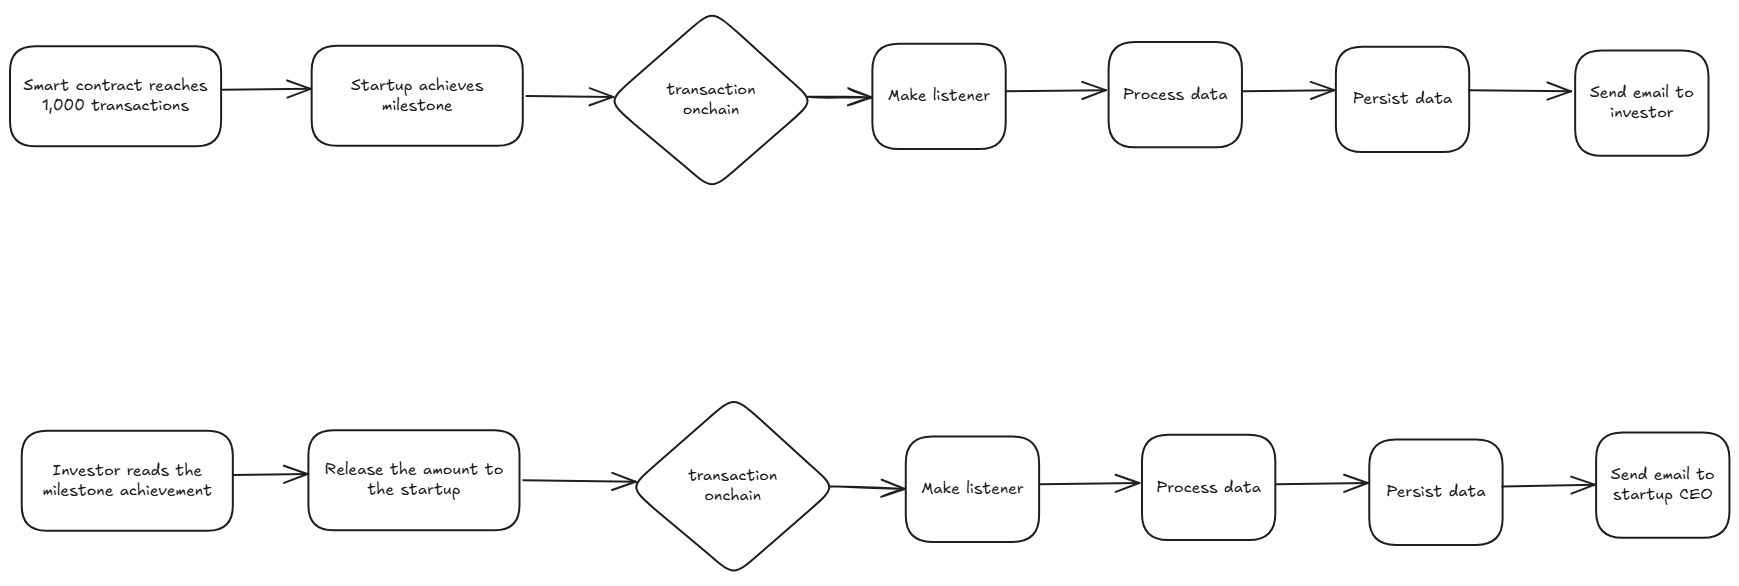 Smart contract reaches
1,000 transactions
Startup achieves
milestone
transaction
onchain
Make listener
Process data
Persist data
Send email to
investor
Investor reads the
milestone achievement
Release the amount to
the startup
transaction
onchain
Make listener
Process data
Persist data
Send email to
startup CEO